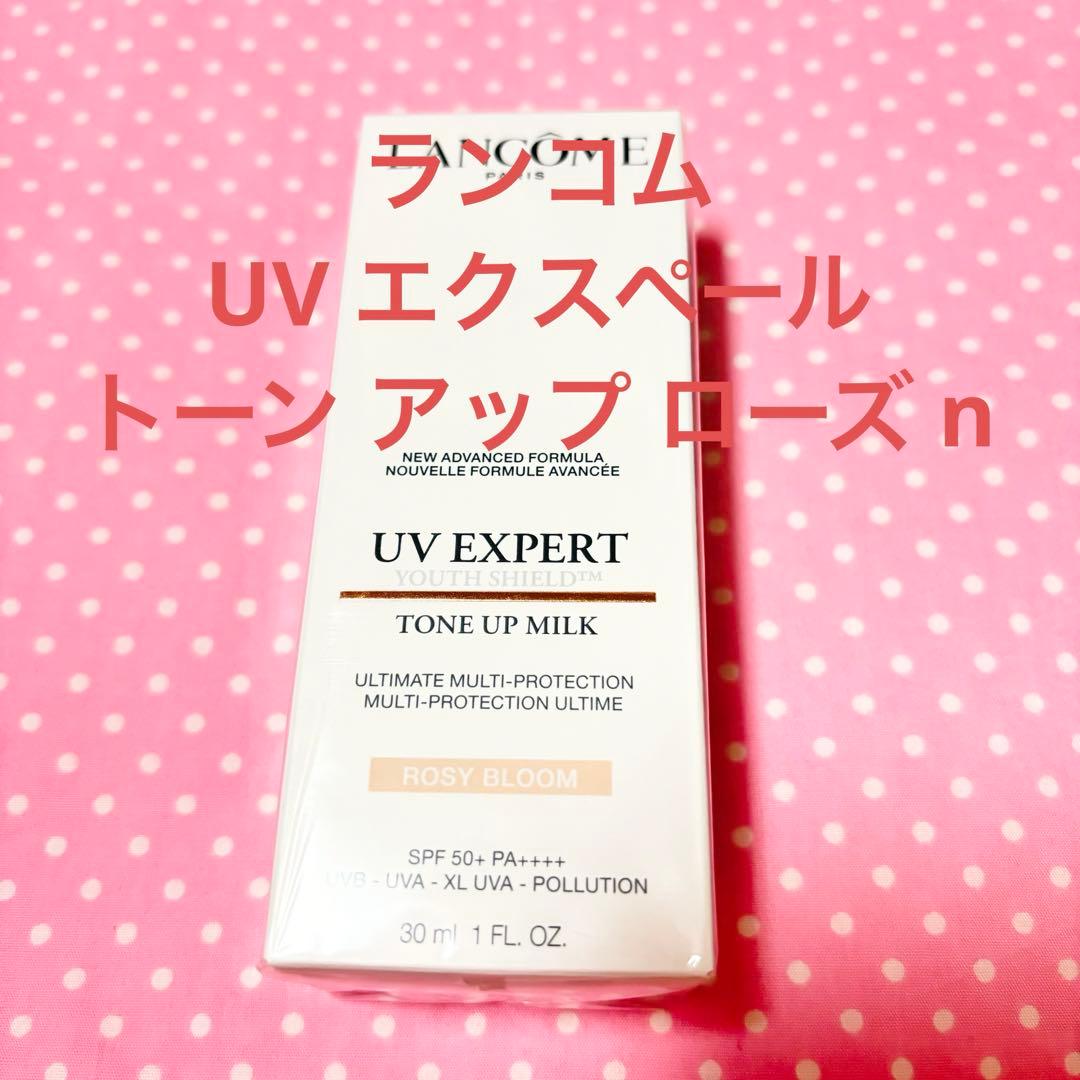 LANCÔME
PARIS
ランコム
UV エクスペール
トーン アップ ローズ n
NEW ADVANCED FORMULA
NOUVELLE FORMULE AVANCÉE
UV EXPERT
YOUTH SHIELD™
TONE UP MILK
ULTIMATE MULTI-PROTECTION
MULTI-PROTECTION ULTIME
ROSY BLOOM
SPF 50+ PA++++
UVB - UVA - XL UVA - POLLUTION
30 ml 1 FL. OZ.